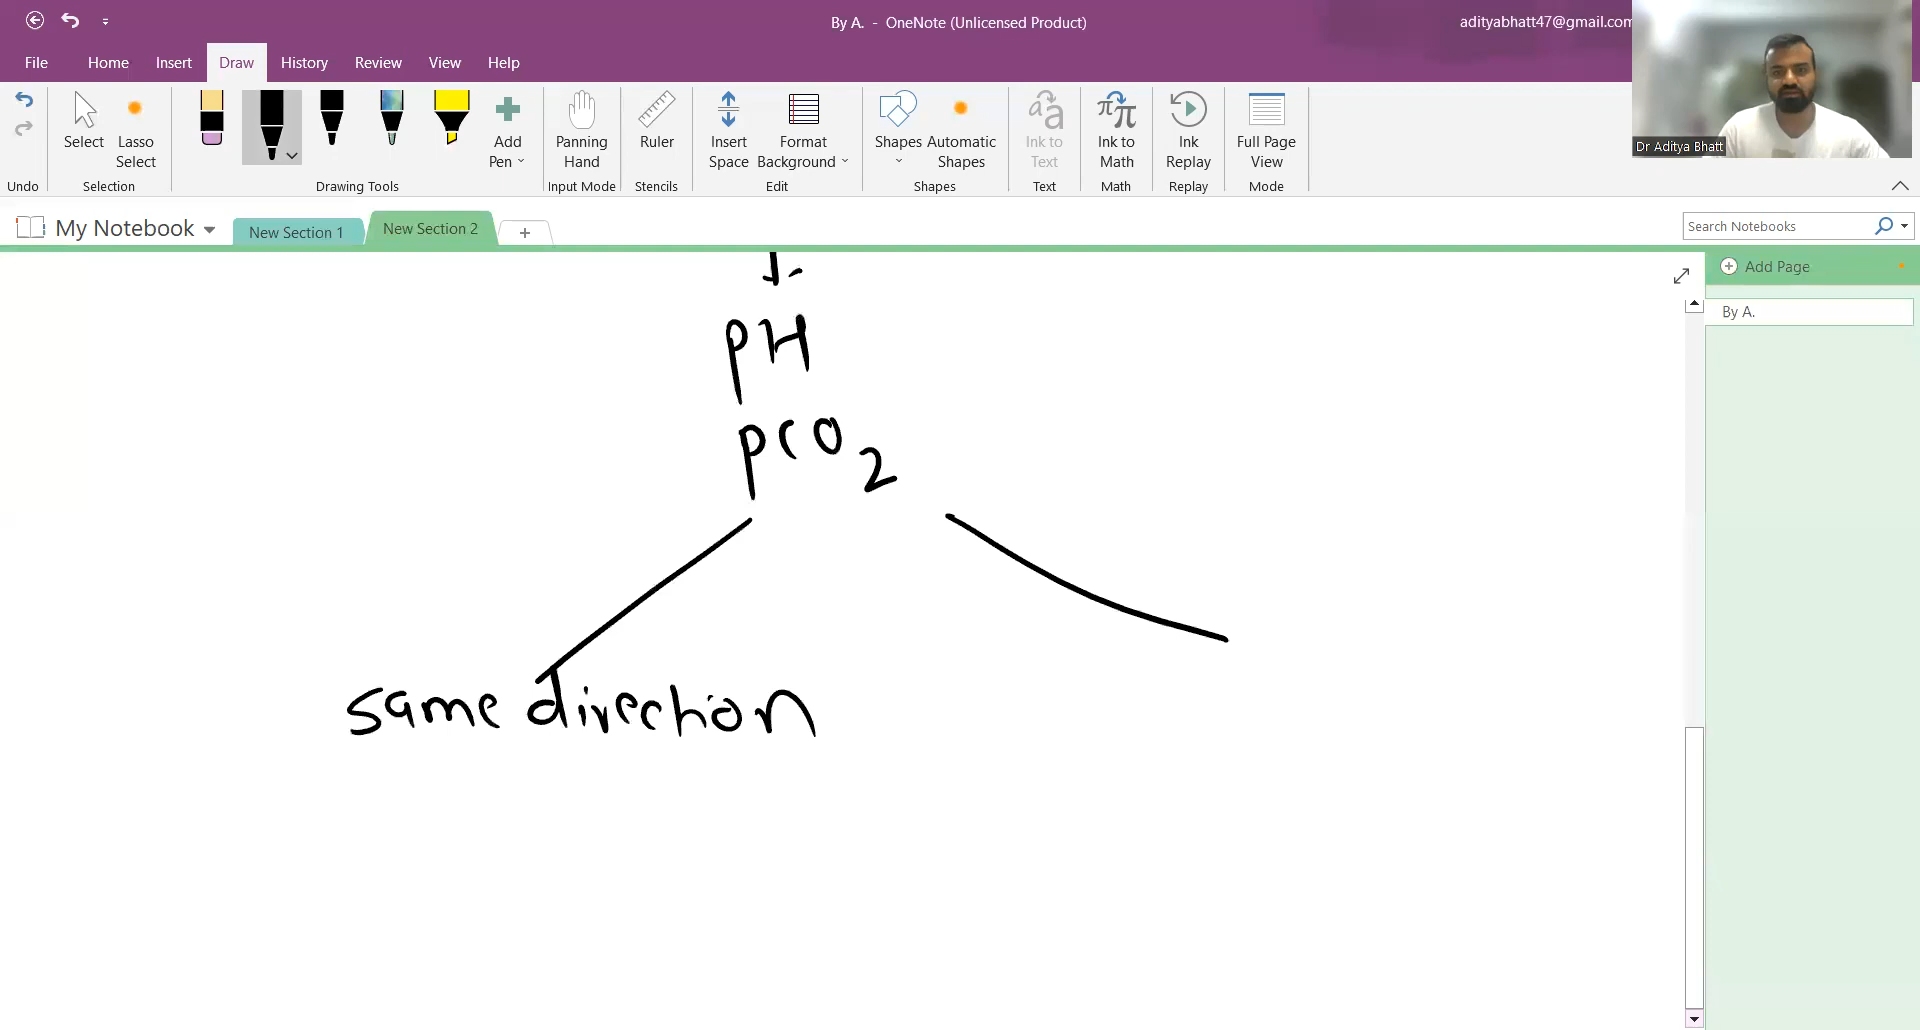 By A. - OneNote (Unlicensed Product)
adityabhatt47@gmail.com
File Home Insert Draw History Review View Help
Select
Lasso Select
Add Pen
Panning Hand
Ruler
Insert Space
Format Background
Shapes
Automatic Shapes
Ink to Text
Ink to Math
Ink Replay
Full Page View
Undo Selection Drawing Tools Input Mode Stencils Edit Shapes Text Math Replay Mode
Dr Aditya Bhatt
My Notebook New Section 1 New Section 2 +
Search Notebooks
Add Page
By A.
pH
pCO2
same direction